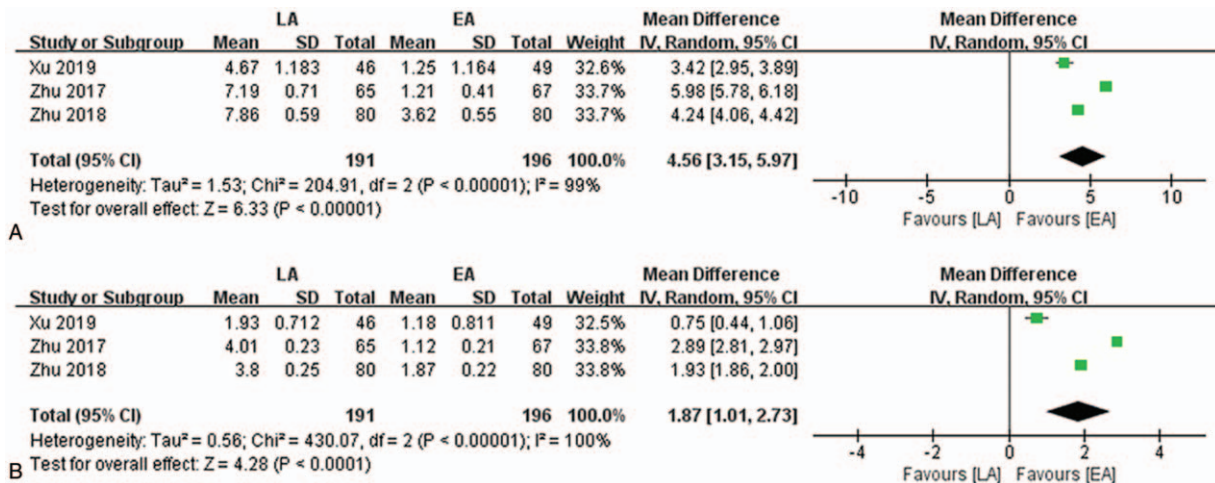 LA EA Mean Difference Mean Difference
Study or Subgroup Mean SD Total Mean SD Total Weight IV, Random, 95% CI IV, Random, 95% CI
Xu 2019 4.67 1.183 46 1.25 1.164 49 32.6% 3.42 [2.95, 3.89]
Zhu 2017 7.19 0.71 65 1.21 0.41 67 33.7% 5.98 [5.78, 6.18]
Zhu 2018 7.86 0.59 80 3.62 0.55 80 33.7% 4.24 [4.06, 4.42]
Total (95% CI) 191 196 100.0% 4.56 [3.15, 5.97]
Heterogeneity: Tau² = 1.53; Chi² = 204.91, df = 2 (P < 0.00001); I² = 99%
Test for overall effect: Z = 6.33 (P < 0.00001)
-10 -5 0 5 10
Favours [LA] Favours [EA]
A
LA EA Mean Difference Mean Difference
Study or Subgroup Mean SD Total Mean SD Total Weight IV, Random, 95% CI IV, Random, 95% CI
Xu 2019 1.93 0.712 46 1.18 0.811 49 32.5% 0.75 [0.44, 1.06]
Zhu 2017 4.01 0.23 65 1.12 0.21 67 33.8% 2.89 [2.81, 2.97]
Zhu 2018 3.8 0.25 80 1.87 0.22 80 33.8% 1.93 [1.86, 2.00]
Total (95% CI) 191 196 100.0% 1.87 [1.01, 2.73]
Heterogeneity: Tau² = 0.56; Chi² = 430.07, df = 2 (P < 0.00001); I² = 100%
Test for overall effect: Z = 4.28 (P < 0.0001)
-4 -2 0 2 4
Favours [LA] Favours [EA]
B